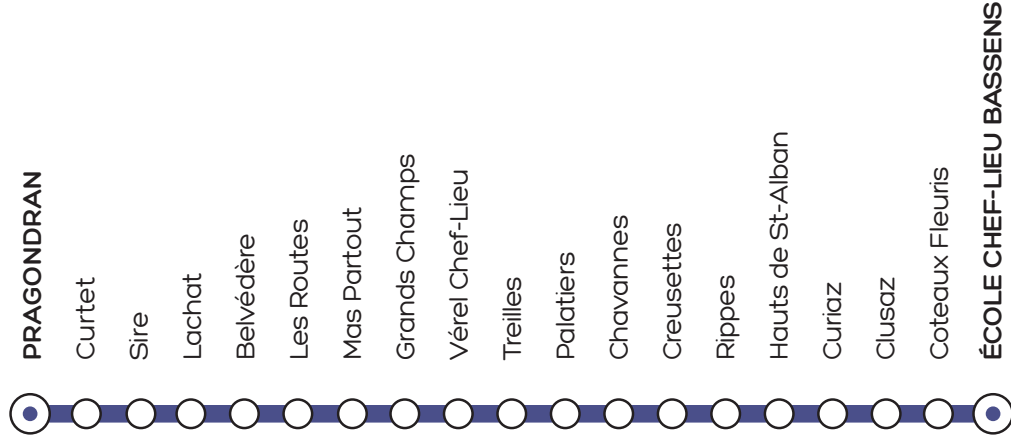 PRAGONDRAN
Curtet
Sire
Lachat
Belvédère
Les Routes
Mas Partout
Grands Champs
Vérel Chef-Lieu
Treilles
Palatiers
Chavannes
Creusettes
Rippes
Hauts de St-Alban
Curiaz
Clusaz
Coteaux Fleuris
ÉCOLE CHEF-LIEU BASSENS